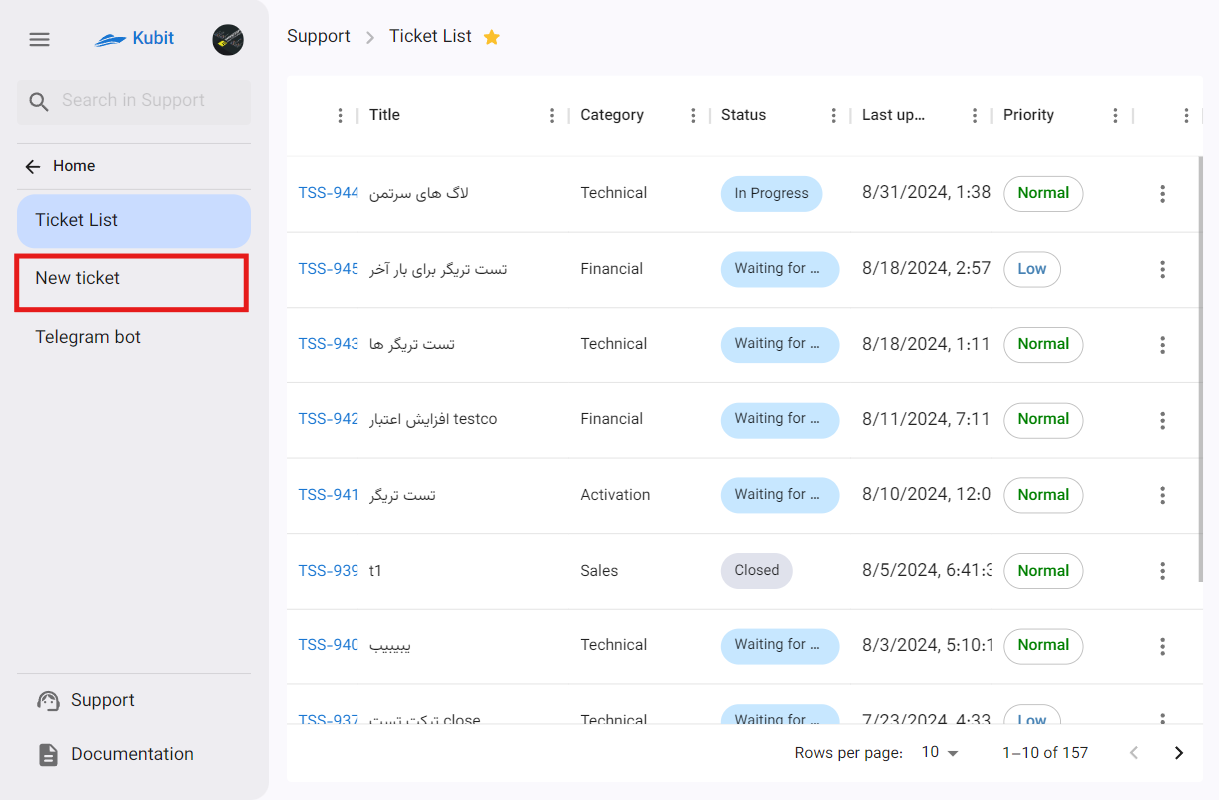 Kubit
Search in Support
Home
Ticket List
New ticket
Telegram bot
Support
Documentation
Support > Ticket List
Title Category Status Last up... Priority
TSS-944 لاگ های سرتمن Technical In Progress 8/31/2024, 1:38 Normal
TSS-945 تست تریگر برای بار آخر Financial Waiting for ... 8/18/2024, 2:57 Low
TSS-943 تست تریگر ها Technical Waiting for ... 8/18/2024, 1:11 Normal
TSS-942 افزایش اعتبار testco Financial Waiting for ... 8/11/2024, 7:11 Normal
TSS-941 تست تریگر Activation Waiting for ... 8/10/2024, 12:0 Normal
TSS-939 t1 Sales Closed 8/5/2024, 6:41:3 Normal
TSS-940 یبیبیب Technical Waiting for ... 8/3/2024, 5:10:1 Normal
TSS-937 تیکت تست close Technical Waiting for ... 7/23/2024, 4:33 Low
Rows per page: 10 1–10 of 157